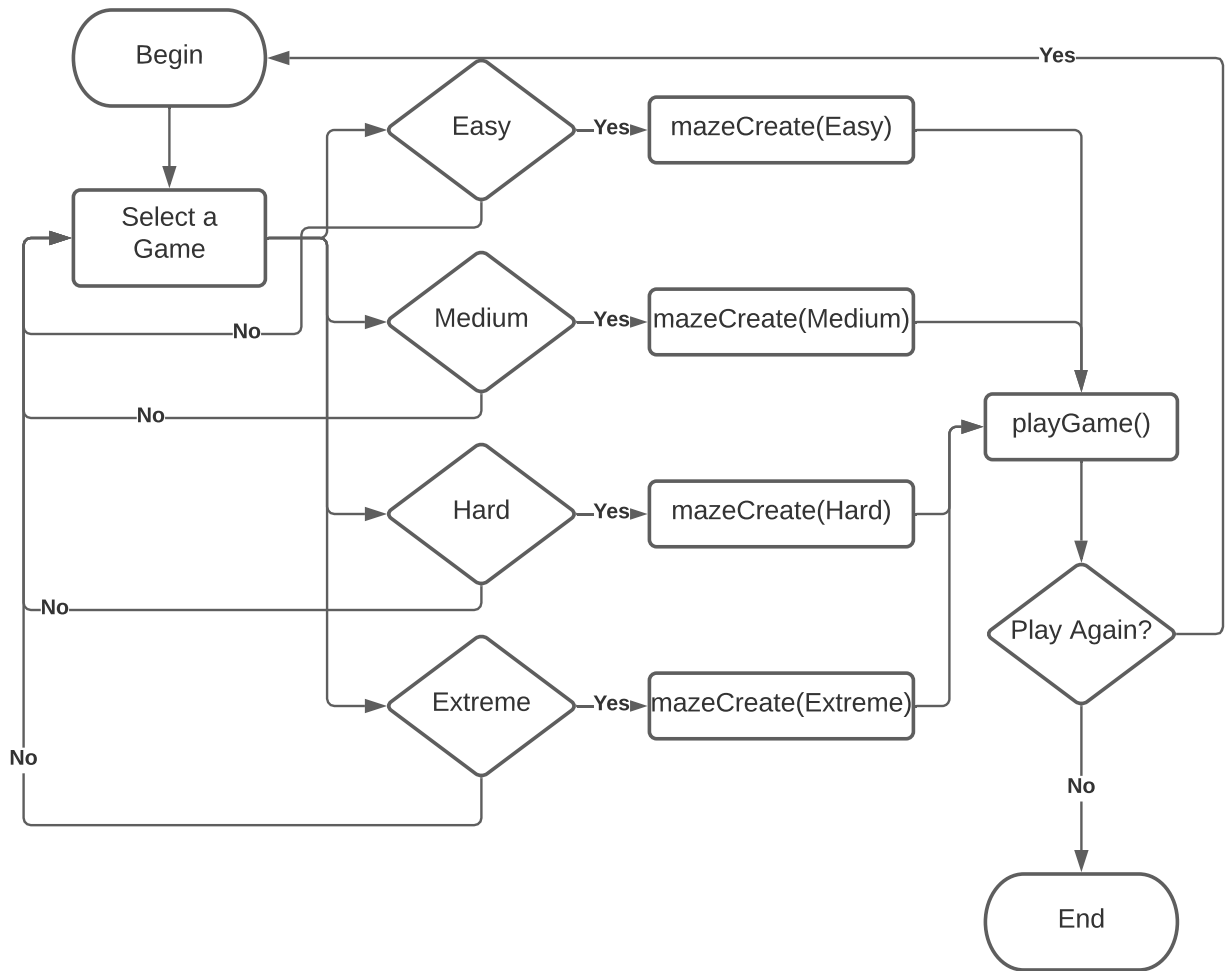 Begin
Yes
Easy
Yes
mazeCreate(Easy)
Select a
Game
No
Medium
Yes
mazeCreate(Medium)
No
playGame()
Hard
Yes
mazeCreate(Hard)
No
Play Again?
Extreme
Yes
mazeCreate(Extreme)
No
No
End